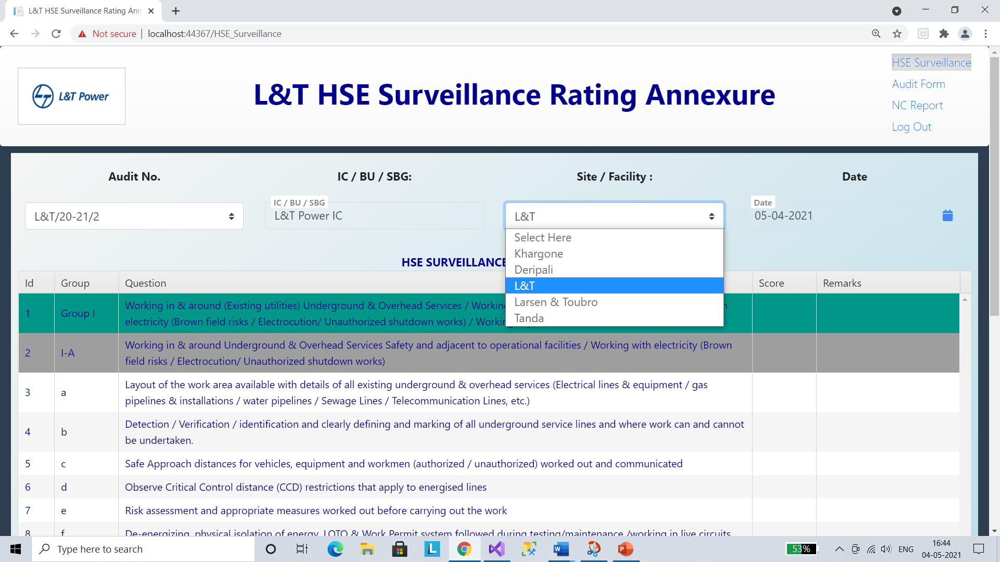 L&T HSE Surveillance Rating Ann
Not secure
localhost:44367/HSE_Surveillance
L&T Power
L&T HSE Surveillance Rating Annexure
HSE Surveillance
Audit Form
NC Report
Log Out
Audit No.
IC / BU / SBG:
Site / Facility :
Date
L&T/20-21/2
IC / BU / SBG
L&T Power IC
L&T
Date
05-04-2021
Select Here
Khargone
Deripali
L&T
Larsen & Toubro
Tanda
HSE SURVEILLANCE
Id Group Question Score Remarks
1 Group I Working in & around (Existing utilities) Underground & Overhead Services / Working
electricity (Brown field risks / Electrocution/ Unauthorized shutdown works) / Working
2 I-A Working in & around Underground & Overhead Services Safety and adjacent to operational facilities / Working with electricity (Brown
field risks / Electrocution/ Unauthorized shutdown works)
3 a Layout of the work area available with details of all existing underground & overhead services (Electrical lines & equipment / gas
pipelines & installations / water pipelines / Sewage Lines / Telecommunication Lines, etc.)
4 b Detection / Verification / identification and clearly defining and marking of all underground service lines and where work can and cannot
be undertaken.
5 c Safe Approach distances for vehicles, equipment and workmen (authorized / unauthorized) worked out and communicated
6 d Observe Critical Control distance (CCD) restrictions that apply to energised lines
7 e Risk assessment and appropriate measures worked out before carrying out the work
8 f De-energizing, physical isolation of energy, LOTO & Work Permit system followed during testing/maintenance /working in live circuits
Type here to search
53%
ENG
16:44
04-05-2021